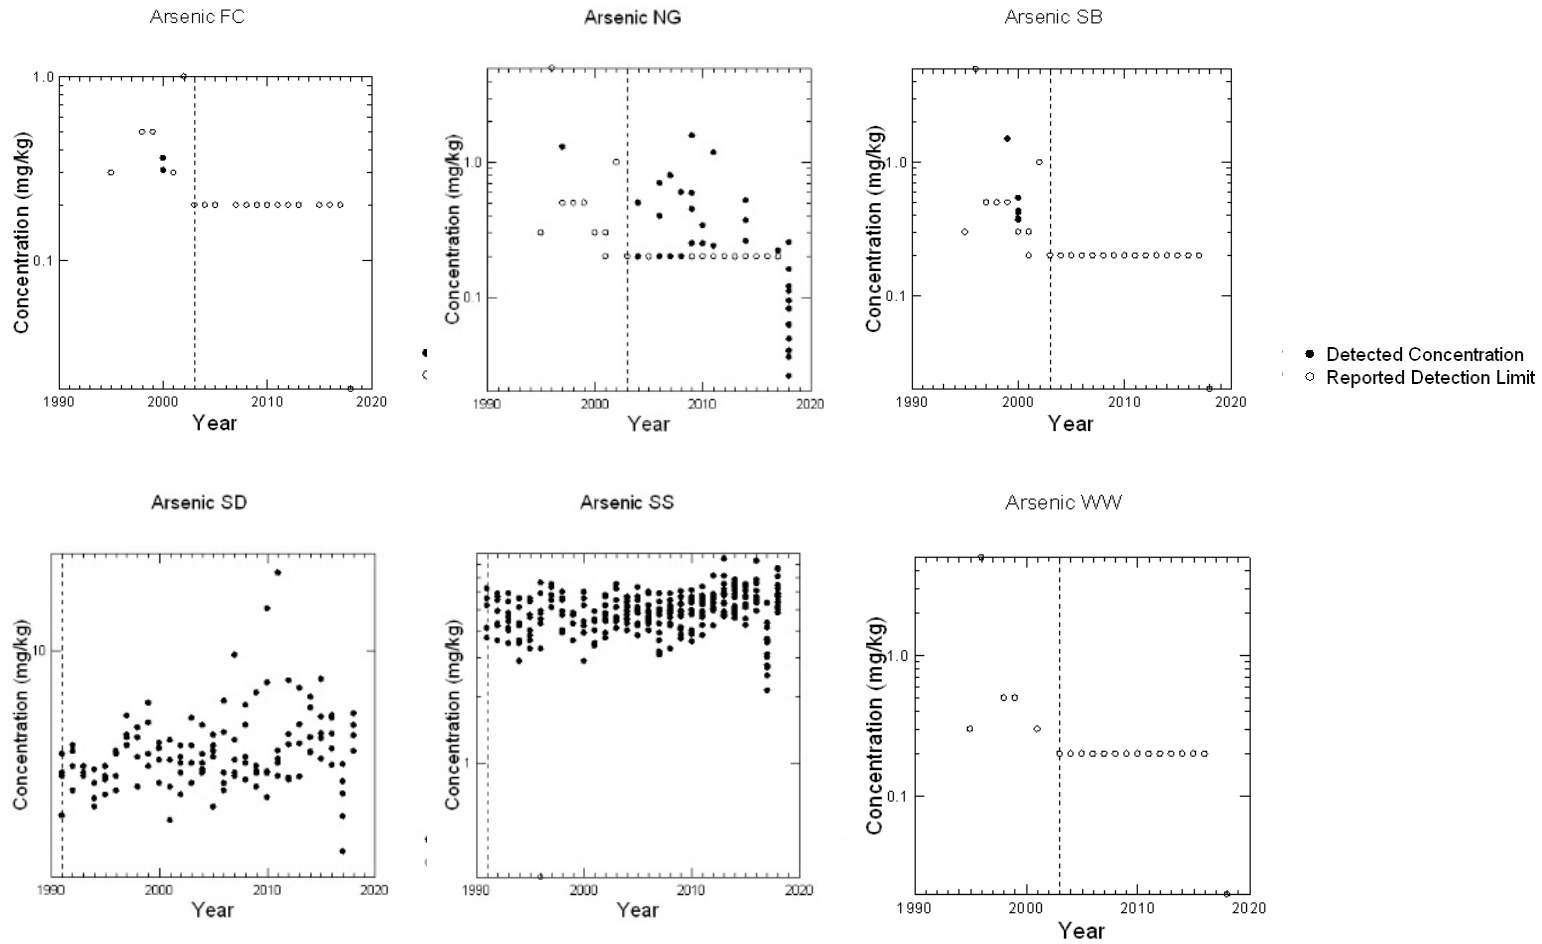 Arsenic FC
Arsenic NG
Arsenic SB
1.0
0.1
Concentration (mg/kg)
1990
2000
2010
2020
Year
1.0
0.1
Concentration (mg/kg)
1990
2000
2010
2020
Year
1.0
0.1
Concentration (mg/kg)
1990
2000
2010
2020
Year
Detected Concentration
Reported Detection Limit
Arsenic SD
Arsenic SS
Arsenic WW
10
Concentration (mg/kg)
1990
2000
2010
2020
Year
1
Concentration (mg/kg)
1990
2000
2010
2020
Year
1.0
0.1
Concentration (mg/kg)
1990
2000
2010
2020
Year